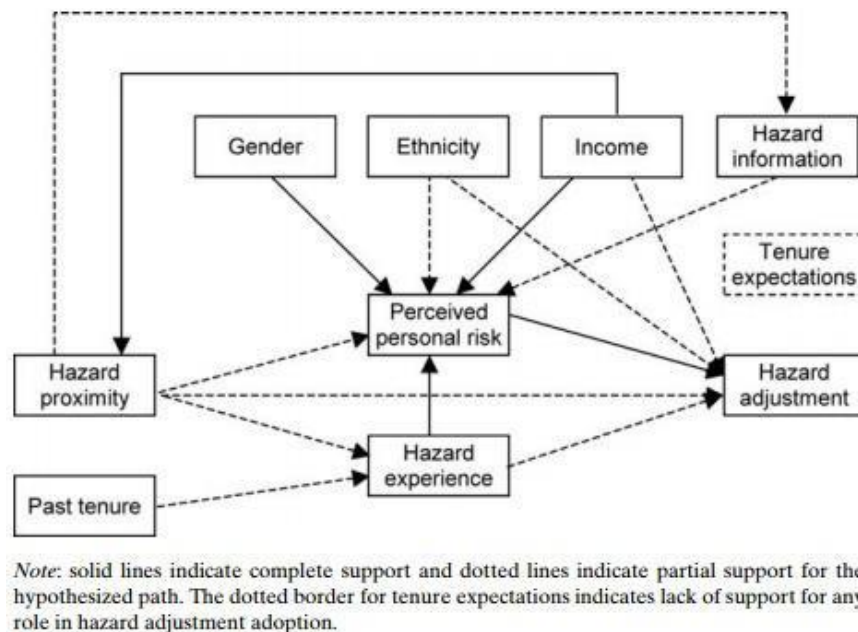 Gender
Ethnicity
Income
Hazard
information
Tenure
expectations
Perceived
personal risk
Hazard
proximity
Hazard
adjustment
Hazard
experience
Past tenure
Note: solid lines indicate complete support and dotted lines indicate partial support for the
hypothesized path. The dotted border for tenure expectations indicates lack of support for any
role in hazard adjustment adoption.